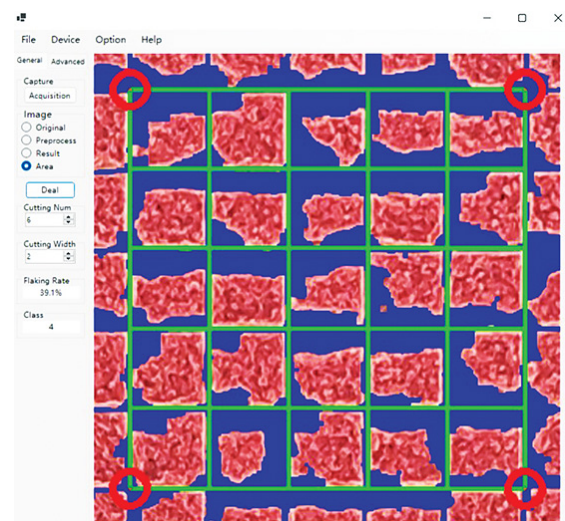 File Device Option Help
General Advanced
Capture
Acquisition
Image
Original
Preprocess
Result
Area
Deal
Cutting Num
6
Cutting Width
2
Flaking Rate
39.1%
Class
4